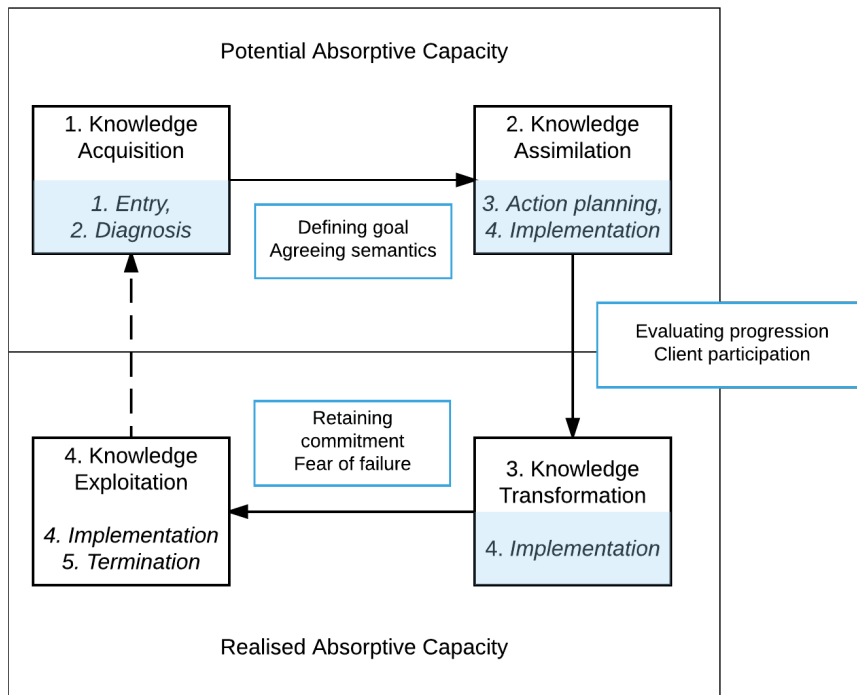 Potential Absorptive Capacity
1. Knowledge
Acquisition
1. Entry,
2. Diagnosis
2. Knowledge
Assimilation
3. Action planning,
4. Implementation
Defining goal
Agreeing semantics
Evaluating progression
Client participation
Retaining
commitment
Fear of failure
4. Knowledge
Exploitation
4. Implementation
5. Termination
3. Knowledge
Transformation
4. Implementation
Realised Absorptive Capacity